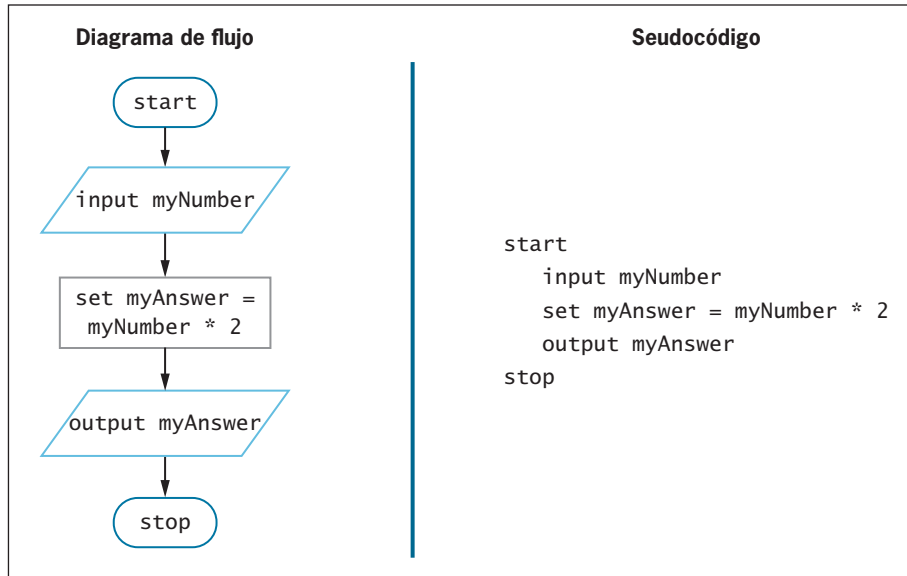 Diagrama de flujo
start
input myNumber
set myAnswer =
myNumber * 2
output myAnswer
stop
Seudocódigo
start
input myNumber
set myAnswer = myNumber * 2
output myAnswer
stop